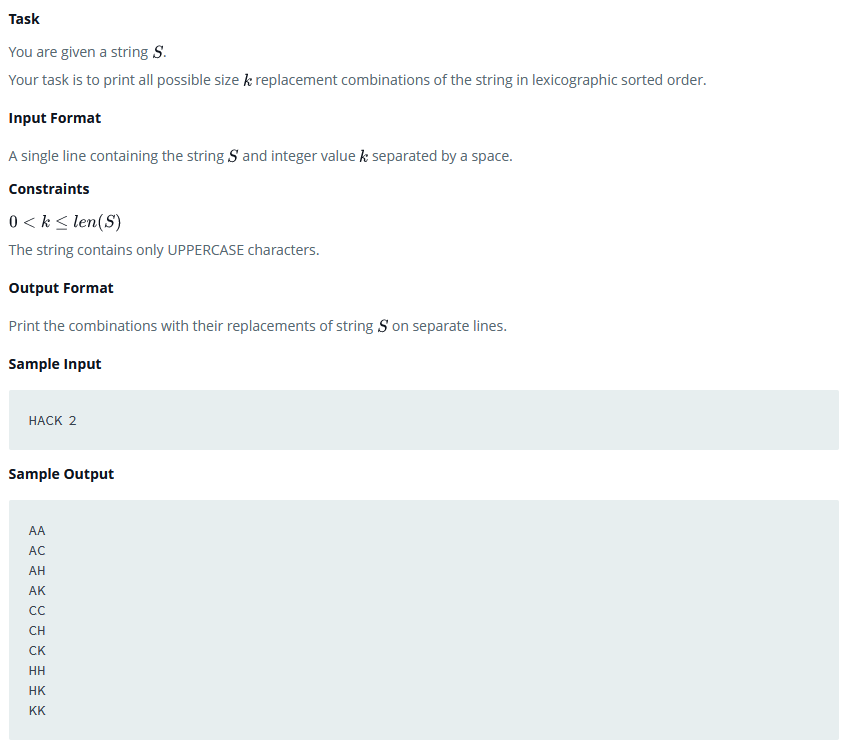 Task
You are given a string S.
Your task is to print all possible size k replacement combinations of the string in lexicographic sorted order.
Input Format
A single line containing the string S and integer value k separated by a space.
Constraints
0 < k ≤ len(S)
The string contains only UPPERCASE characters.
Output Format
Print the combinations with their replacements of string S on separate lines.
Sample Input
HACK 2
Sample Output
AA
AC
AH
AK
CC
CH
CK
HH
HK
KK